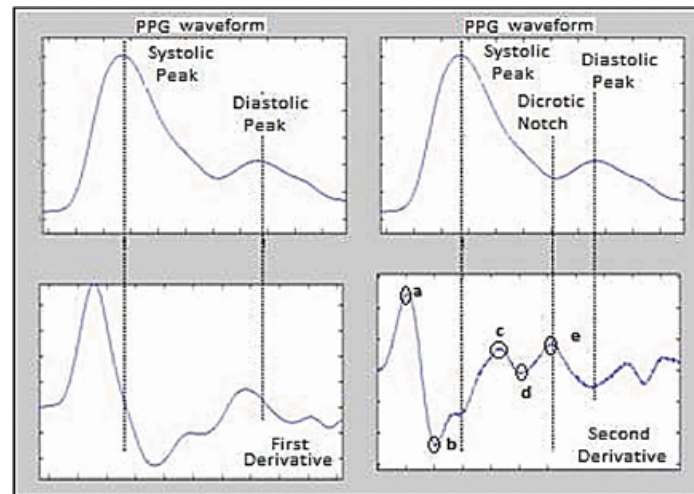 PPG waveform
Systolic
Peak
Diastolic
Peak
PPG waveform
Systolic
Peak
Diastolic
Peak
Dicrotic
Notch
First
Derivative
a
b
c
d
e
Second
Derivative